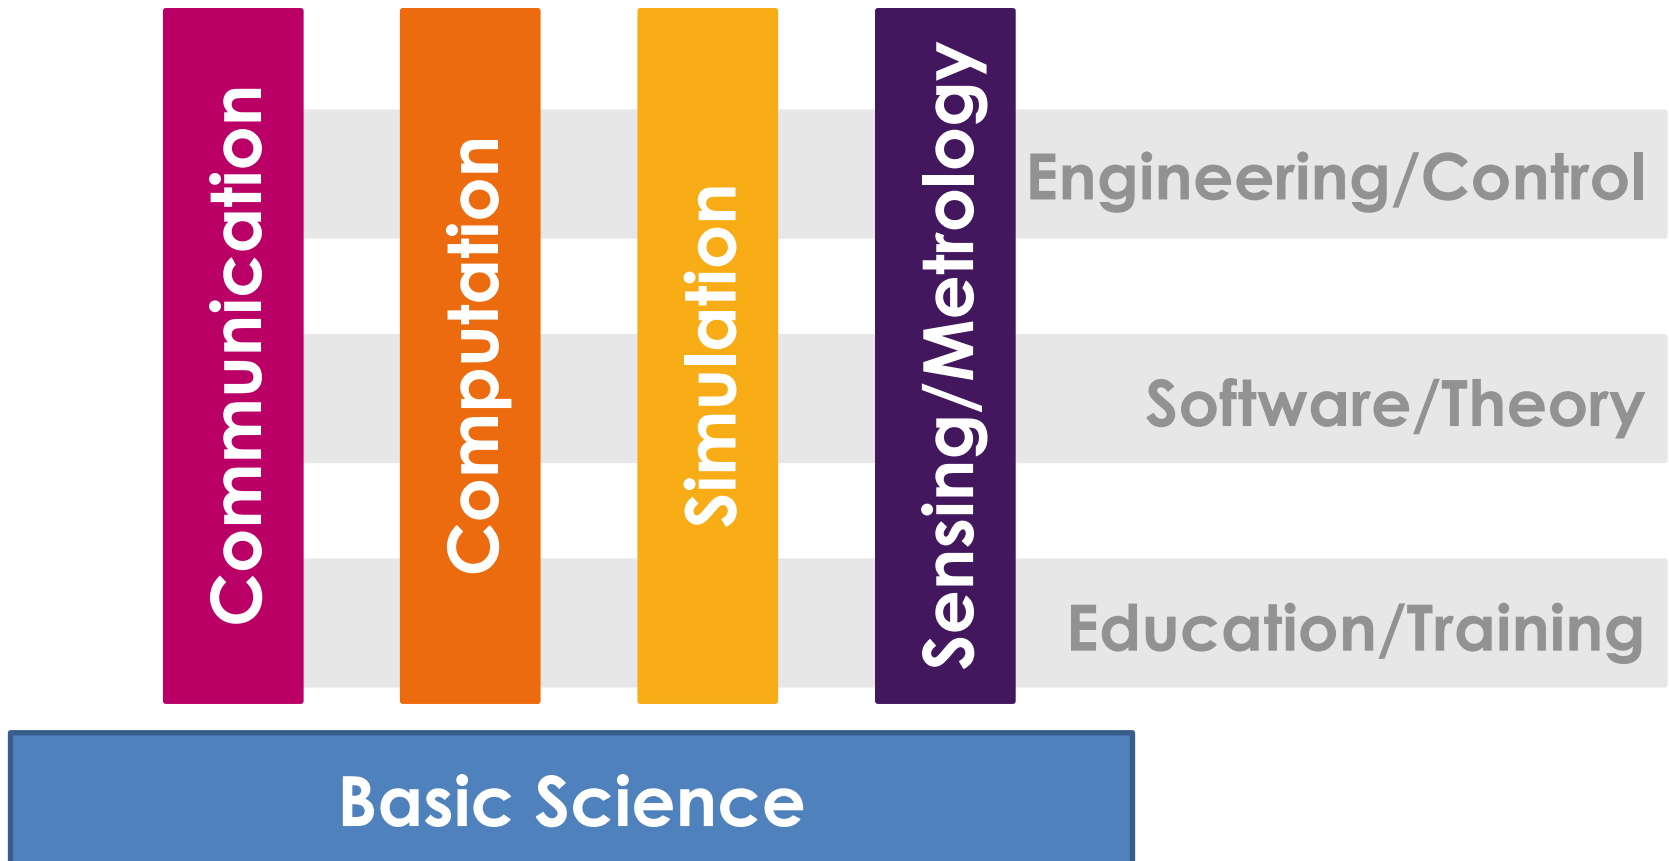 Communication
Computation
Simulation
Sensing/Metrology
Engineering/Control
Software/Theory
Education/Training
Basic Science